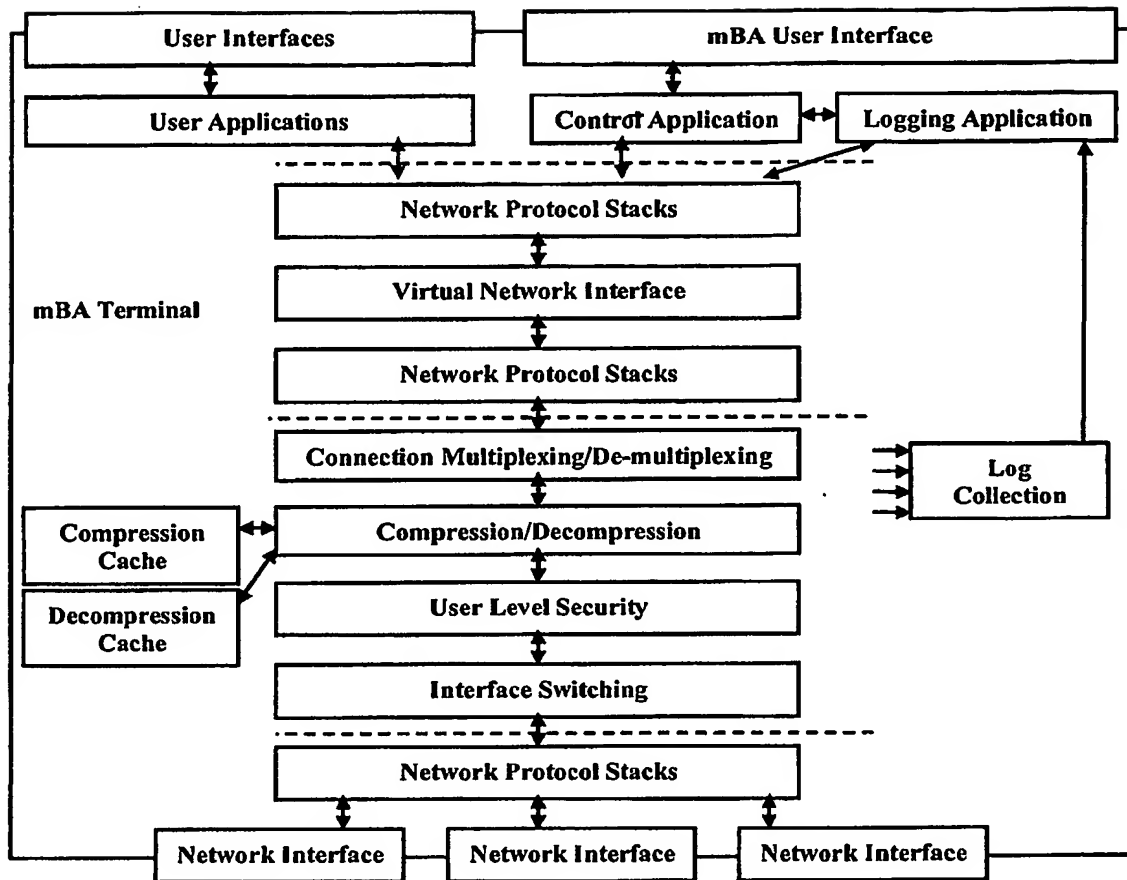 User Interfaces
mBA User Interface
User Applications
Control Application
Logging Application
Network Protocol Stacks
Virtual Network Interface
mBA Terminal
Network Protocol Stacks
Connection Multiplexing/De-multiplexing
Log
Collection
Compression
Cache
Compression/Decompression
Decompression
Cache
User Level Security
Interface Switching
Network Protocol Stacks
Network Interface
Network Interface
Network Interface